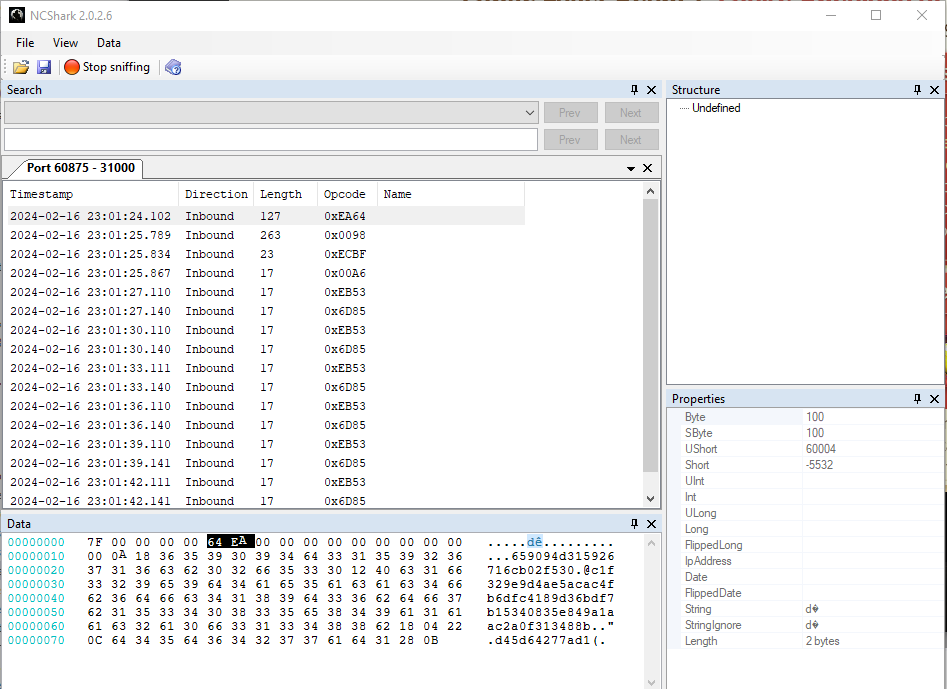 NCShark 2.0.2.6
File View Data
Stop sniffing
Search
Prev Next
Prev Next
Port 60875 - 31000
Timestamp Direction Length Opcode Name
2024-02-16 23:01:24.102 Inbound 127 0xEA64
2024-02-16 23:01:25.789 Inbound 263 0x0098
2024-02-16 23:01:25.834 Inbound 23 0xECBF
2024-02-16 23:01:25.867 Inbound 17 0x00A6
2024-02-16 23:01:27.110 Inbound 17 0xEB53
2024-02-16 23:01:27.140 Inbound 17 0x6D85
2024-02-16 23:01:30.110 Inbound 17 0xEB53
2024-02-16 23:01:30.140 Inbound 17 0x6D85
2024-02-16 23:01:33.111 Inbound 17 0xEB53
2024-02-16 23:01:33.140 Inbound 17 0x6D85
2024-02-16 23:01:36.110 Inbound 17 0xEB53
2024-02-16 23:01:36.140 Inbound 17 0x6D85
2024-02-16 23:01:39.110 Inbound 17 0xEB53
2024-02-16 23:01:39.141 Inbound 17 0x6D85
2024-02-16 23:01:42.111 Inbound 17 0xEB53
2024-02-16 23:01:42.141 Inbound 17 0x6D85
Data
00000000 7F 00 00 00 00 64 EA 00 00 00 00 00 00 00 00 00 .....dê.........
00000010 00 0A 18 36 35 39 30 39 34 64 33 31 35 39 32 36 ...659094d315926
00000020 37 31 36 63 62 30 32 66 35 33 30 12 40 63 31 66 716cb02f530.@c1f
00000030 33 32 39 65 39 64 34 61 65 35 61 63 61 63 34 66 329e9d4ae5acac4f
00000040 62 36 64 66 63 34 31 38 39 64 33 36 62 64 66 37 b6dfc4189d36bdf7
00000050 62 31 35 33 34 30 38 33 35 65 38 34 39 61 31 61 b15340835e849a1a
00000060 61 63 32 61 30 66 33 31 33 34 38 38 62 18 04 22 ac2a0f313488b.."
00000070 0C 64 34 35 64 36 34 32 37 37 61 64 31 28 0B .d45d64277ad1(.
Structure
Undefined
Properties
Byte 100
SByte 100
UShort 60004
Short -5532
UInt
Int
ULong
Long
FlippedLong
IpAddress
Date
FlippedDate
String d�
StringIgnore d�
Length 2 bytes